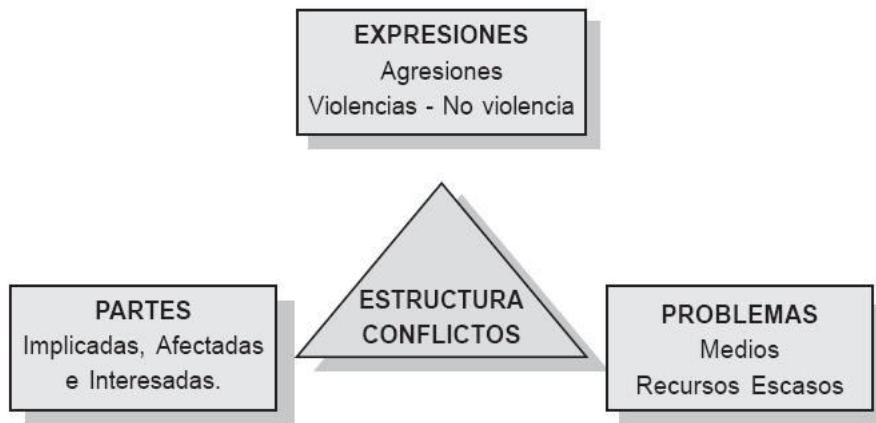 EXPRESIONES
Agresiones
Violencias - No violencia
ESTRUCTURA
CONFLICTOS
PARTES
Implicadas, Afectadas
e Interesadas.
PROBLEMAS
Medios
Recursos Escasos